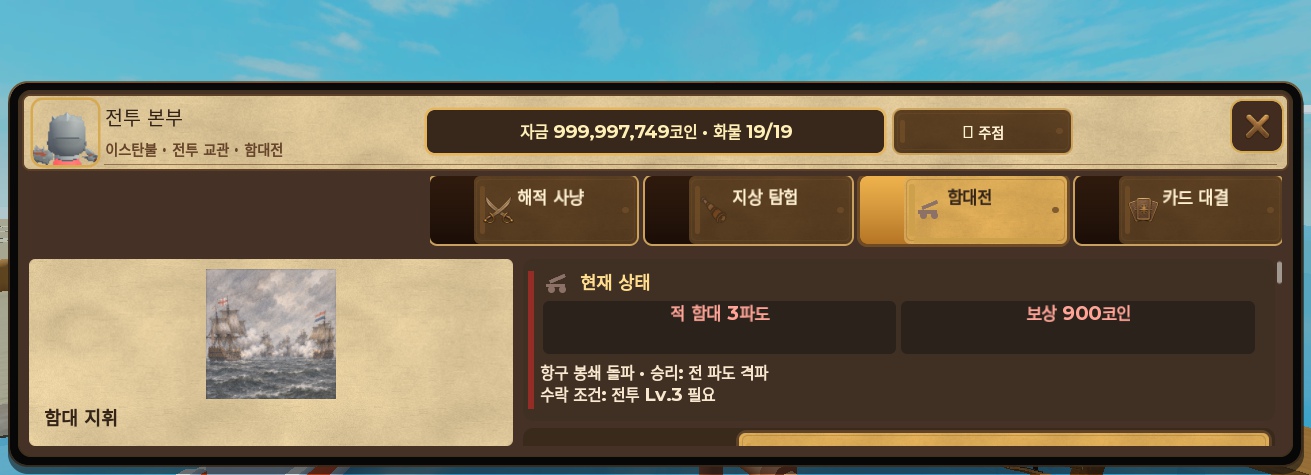 전투 본부
이스탄불 • 전투 교관 • 함대전
자금 999,997,749코인 • 화물 19/19
주점
해적 사냥
지상 탐험
함대전
카드 대결
함대 지휘
현재 상태
적 함대 3파도
보상 900코인
항구 봉쇄 돌파 • 승리: 전 파도 격파
수락 조건: 전투 Lv.3 필요